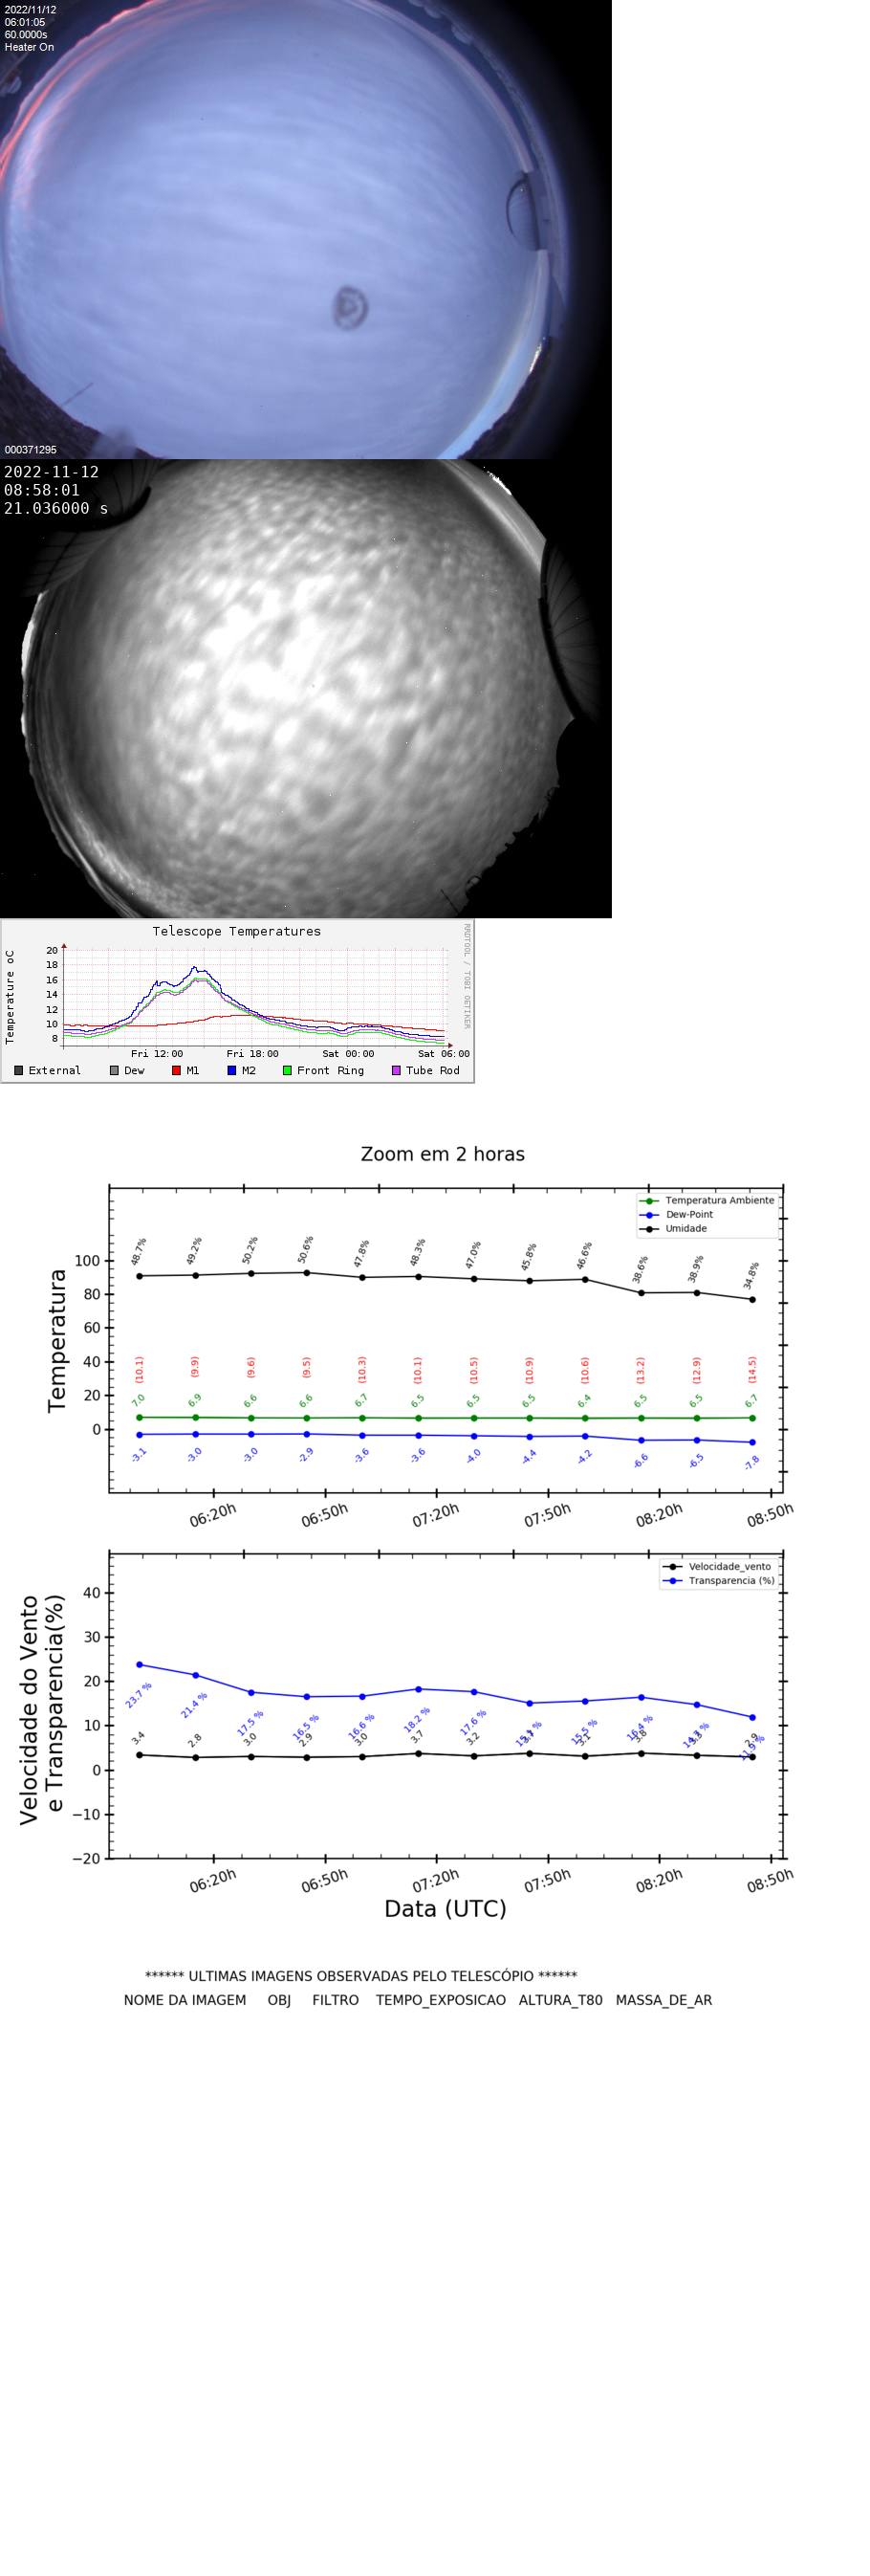 2022/11/12
06:01:05
60.0000s
Heater On
000371295
2022-11-12
08:58:01
21.036000 s
Telescope Temperatures
RRDTOOL / TOBI OETIKER
Temperature oC
20
18
16
14
12
10
8
Fri 12:00 Fri 18:00 Sat 00:00 Sat 06:00
External Dew M1 M2 Front Ring Tube Rod
Zoom em 2 horas
Temperatura Ambiente
Dew-Point
Umidade
Temperatura
100
80
60
40
20
0
48.7% 49.2% 50.2% 50.6% 47.8% 48.3% 47.0% 45.8% 46.6% 38.6% 38.9% 34.8%
(10.1) (9.9) (9.6) (9.5) (10.3) (10.1) (10.5) (10.9) (10.6) (13.2) (12.9) (14.5)
7.0 6.9 6.6 6.6 6.7 6.5 6.5 6.5 6.4 6.5 6.5 6.7
-3.1 -3.0 -3.0 -2.9 -3.6 -3.6 -4.0 -4.4 -4.2 -6.6 -6.5 -7.8
06:20h 06:50h 07:20h 07:50h 08:20h 08:50h
Velocidade_vento
Transparencia (%)
Velocidade do Vento
e Transparencia(%)
40
30
20
10
0
−10
−20
23.7 % 21.4 % 17.5 % 16.5 % 16.6 % 18.2 % 17.6 % 15.5 % 16.4 % 11.9 %
3.4 2.8 3.0 2.9 3.0 3.7 3.2 3.1 3.8 2.9
06:20h 06:50h 07:20h 07:50h 08:20h 08:50h
Data (UTC)
****** ULTIMAS IMAGENS OBSERVADAS PELO TELESCÓPIO ******
NOME DA IMAGEM OBJ FILTRO TEMPO_EXPOSICAO ALTURA_T80 MASSA_DE_AR